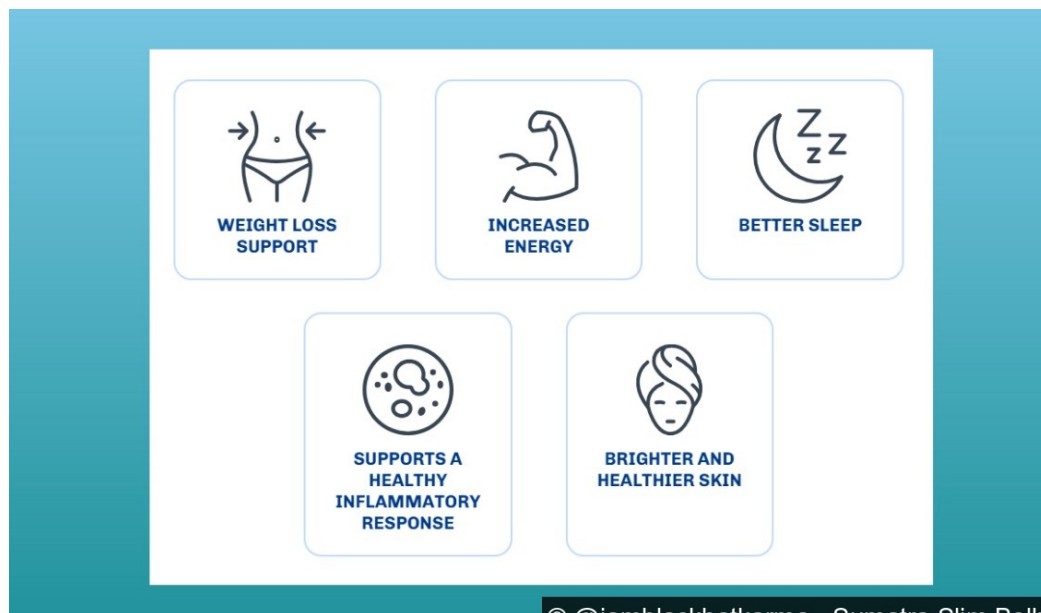 WEIGHT LOSS
SUPPORT
INCREASED
ENERGY
Z
z
Z
BETTER SLEEP
SUPPORTS A
HEALTHY
INFLAMMATORY
RESPONSE
BRIGHTER AND
HEALTHIER SKIN